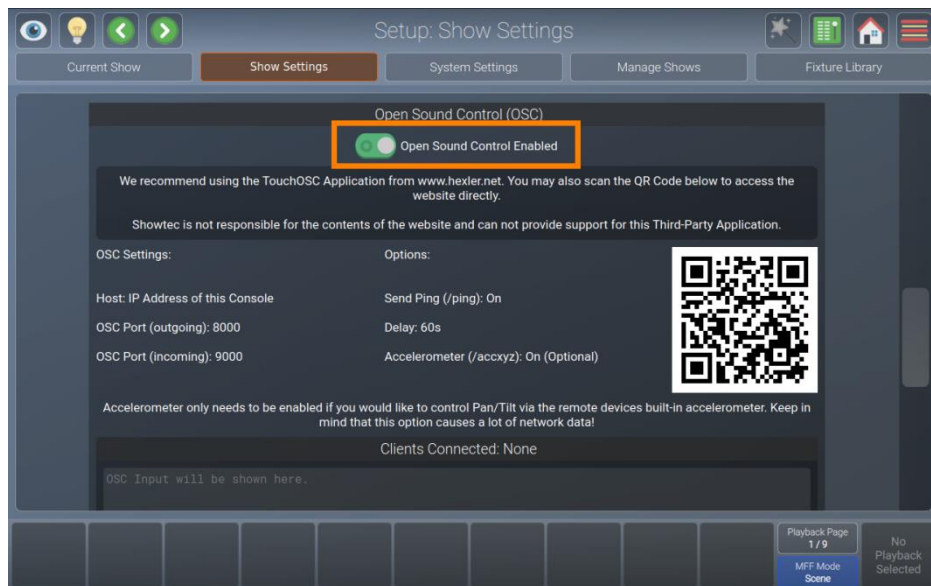 Setup: Show Settings
Current Show
Show Settings
System Settings
Manage Shows
Fixture Library
Open Sound Control (OSC)
Open Sound Control Enabled
We recommend using the TouchOSC Application from www.hexler.net. You may also scan the QR Code below to access the
website directly.
Showtec is not responsible for the contents of the website and can not provide support for this Third-Party Application.
OSC Settings:
Options:
Host: IP Address of this Console
Send Ping (/ping): On
OSC Port (outgoing): 8000
Delay: 60s
OSC Port (incoming): 9000
Accelerometer (/accxyz): On (Optional)
Accelerometer only needs to be enabled if you would like to control Pan/Tilt via the remote devices built-in accelerometer. Keep in
mind that this option causes a lot of network data!
Clients Connected: None
OSC Input will be shown here.
Playback Page
1 / 9
MFF Mode
Scene
No
Playback
Selected